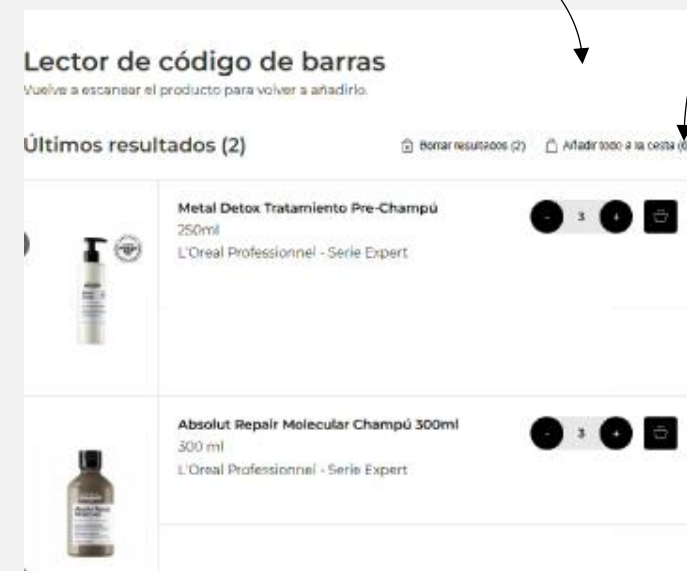 Lector de código de barras
Vuelve a escanear el producto para volver a añadirlo.
Últimos resultados (2)
Borrar resultados (2)
Añadir todo a la cesta
Metal Detox Tratamiento Pre-Champú
250ml
L'Oreal Professionnel - Serie Expert
- 3 +
Absolut Repair Molecular Champú 300ml
300 ml
L'Oreal Professionnel - Serie Expert
- 3 +